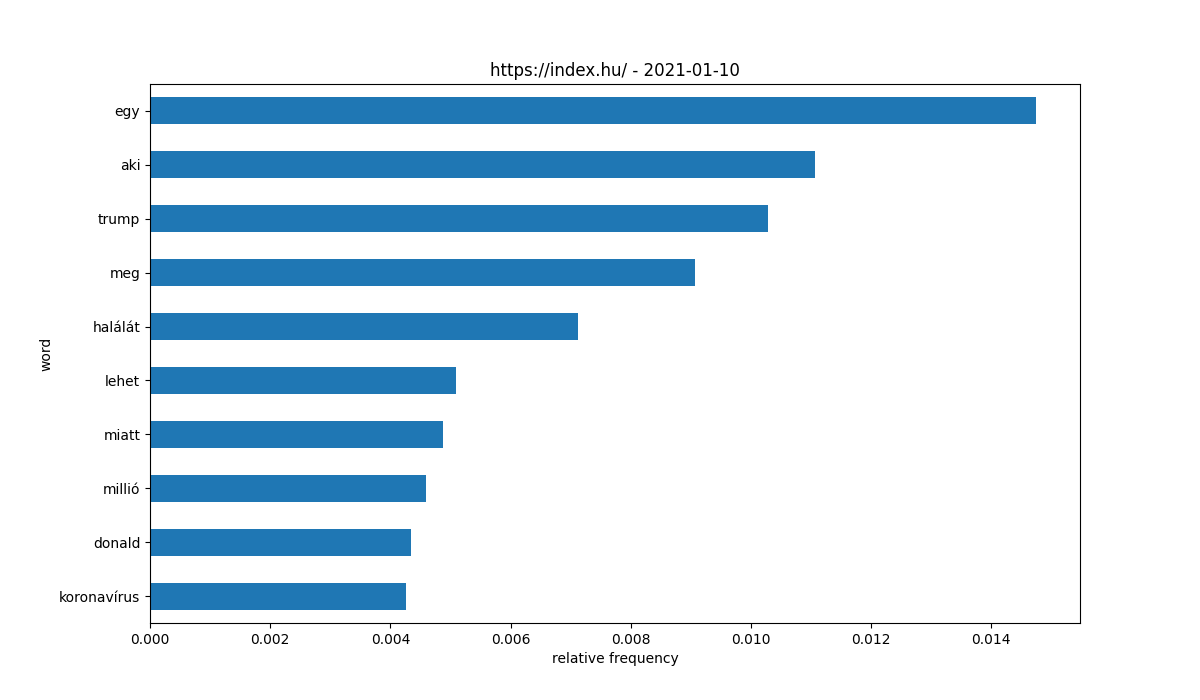 https://index.hu/ - 2021-01-10
egy
aki
trump
meg
halálát
lehet
miatt
millió
donald
koronavírus
word
0.000 0.002 0.004 0.006 0.008 0.010 0.012 0.014
relative frequency